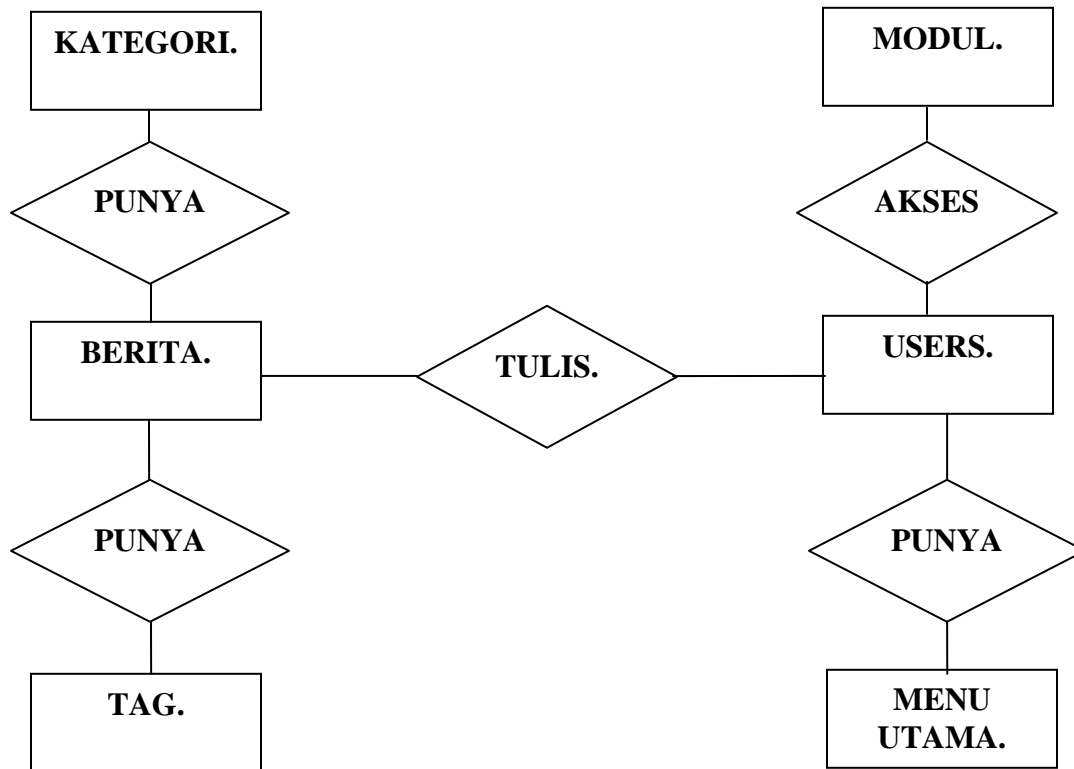 KATEGORI.
MODUL.
PUNYA
AKSES
BERITA.
TULIS.
USERS.
PUNYA
PUNYA
TAG.
MENU
UTAMA.